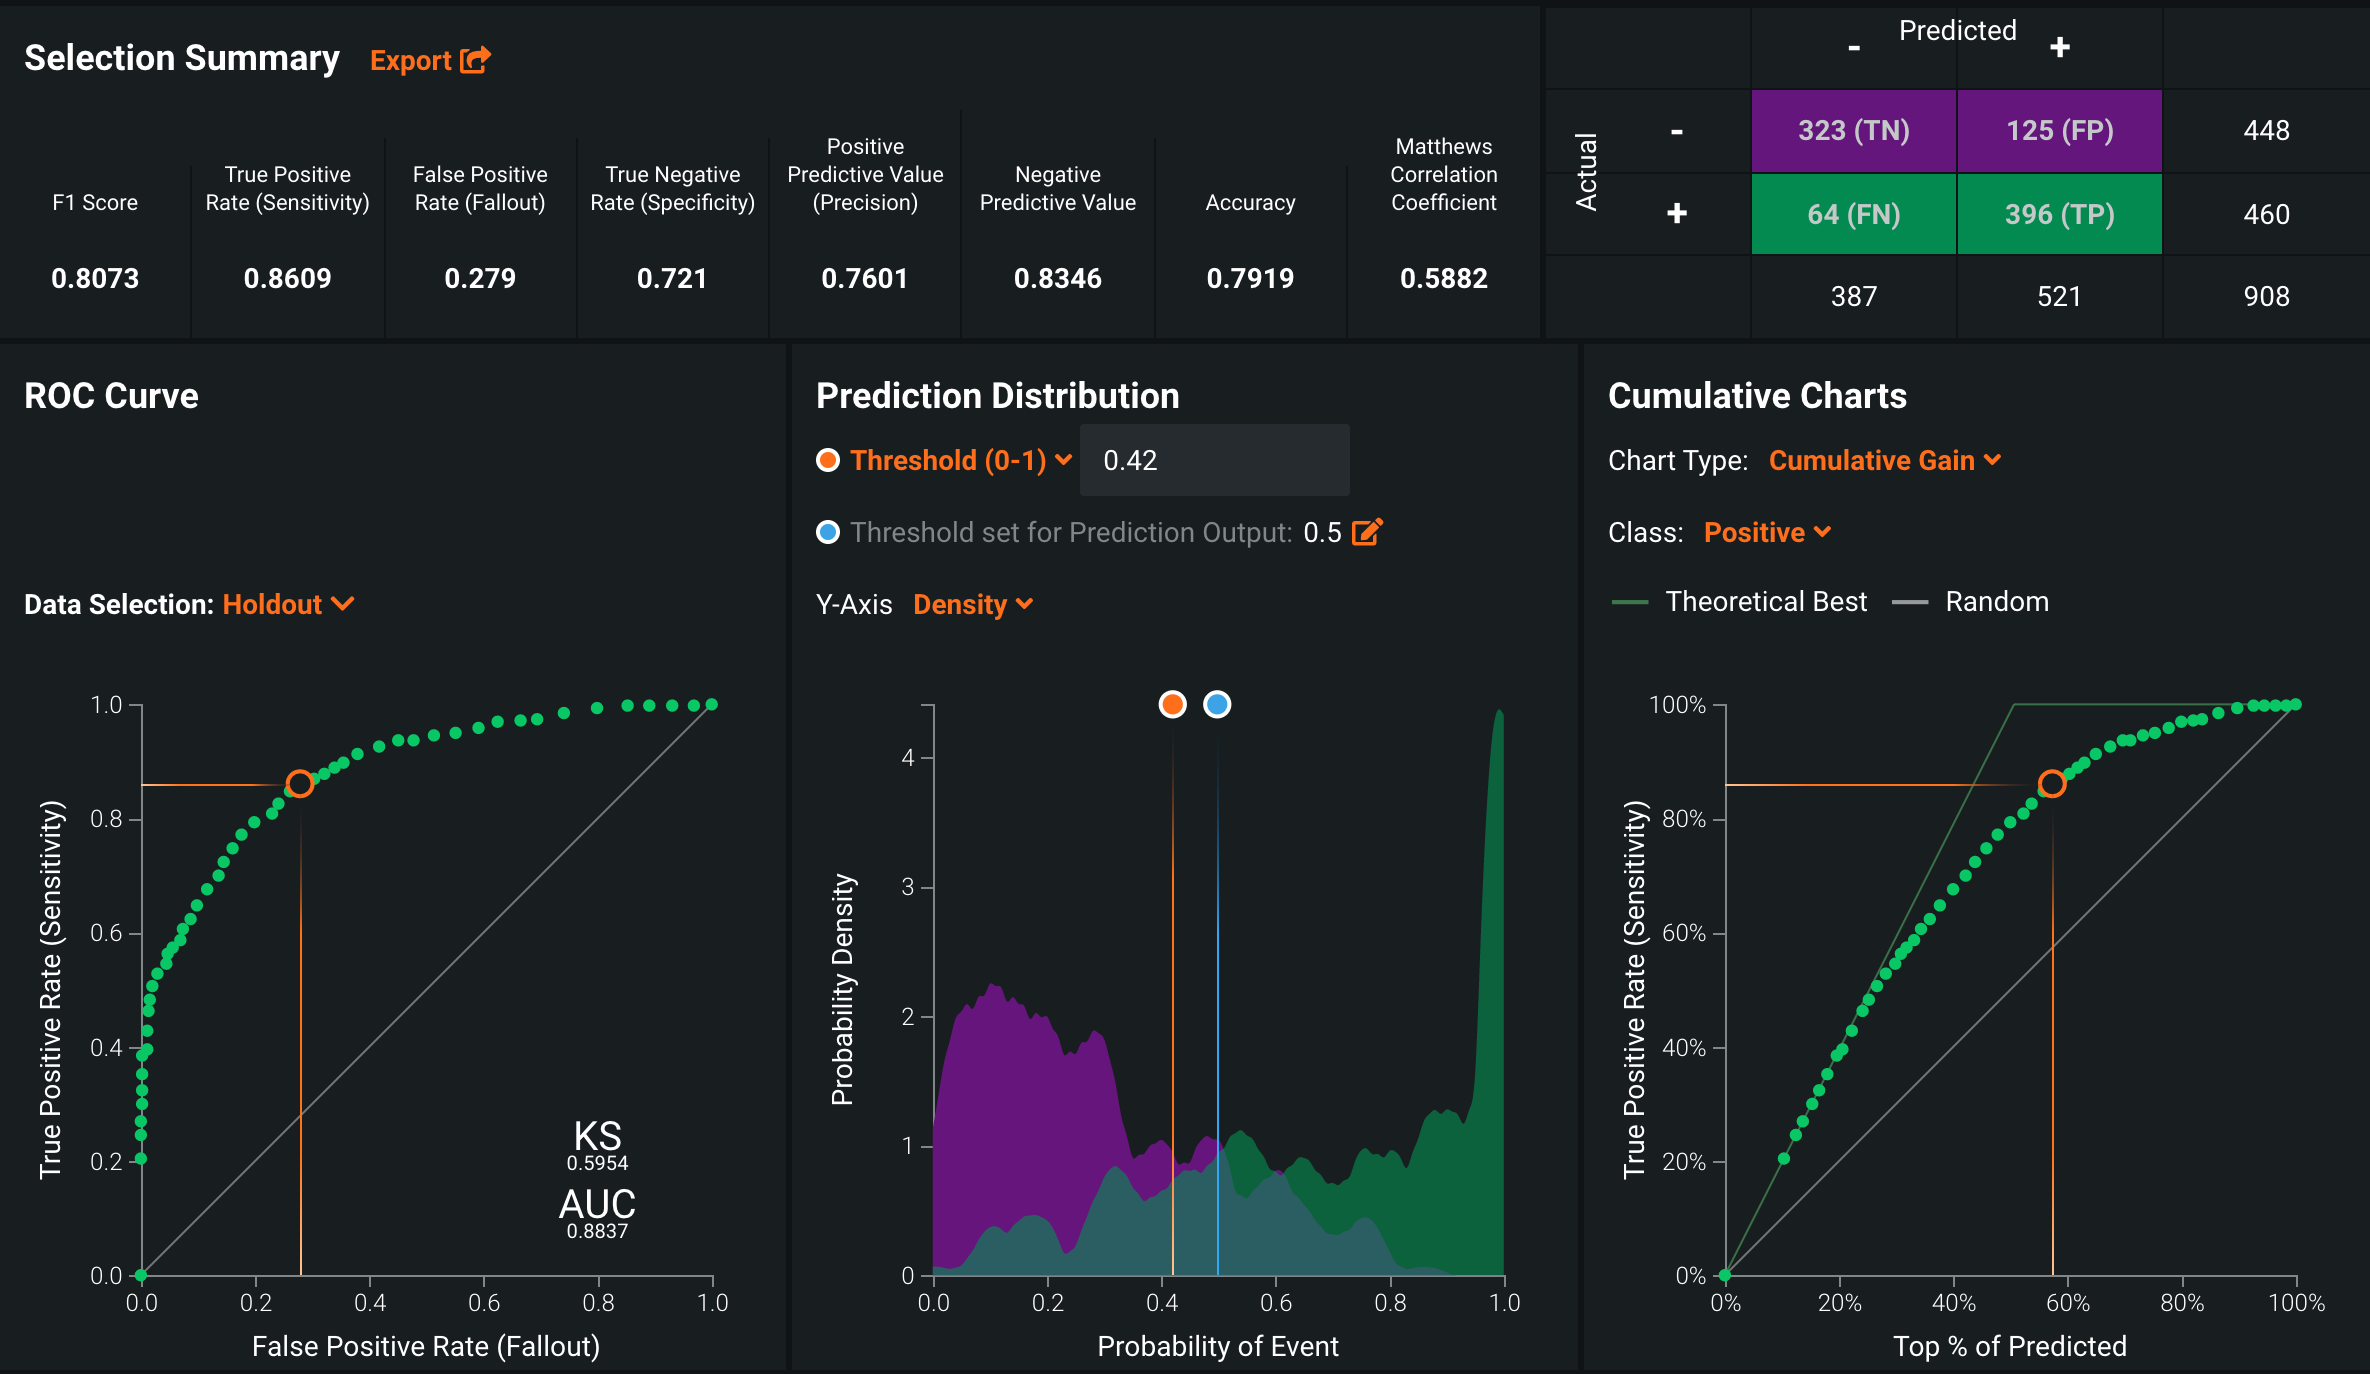 Selection Summary Export
F1 Score
True Positive
Rate (Sensitivity)
False Positive
Rate (Fallout)
True Negative
Rate (Specificity)
Positive
Predictive Value
(Precision)
Negative
Predictive Value
Accuracy
Matthews
Correlation
Coefficient
0.8073 0.8609 0.279 0.721 0.7601 0.8346 0.7919 0.5882
Predicted
- +
Actual
- 323 (TN) 125 (FP) 448
+ 64 (FN) 396 (TP) 460
387 521 908
ROC Curve
Data Selection: Holdout
True Positive Rate (Sensitivity)
1.0
0.8
0.6
0.4
0.2
0.0
KS
0.5954
AUC
0.8837
0.0 0.2 0.4 0.6 0.8 1.0
False Positive Rate (Fallout)
Prediction Distribution
Threshold (0-1) 0.42
Threshold set for Prediction Output: 0.5
Y-Axis Density
Probability Density
4
3
2
1
0
0.0 0.2 0.4 0.6 0.8 1.0
Probability of Event
Cumulative Charts
Chart Type: Cumulative Gain
Class: Positive
Theoretical Best Random
True Positive Rate (Sensitivity)
100%
80%
60%
40%
20%
0%
0% 20% 40% 60% 80% 100%
Top % of Predicted